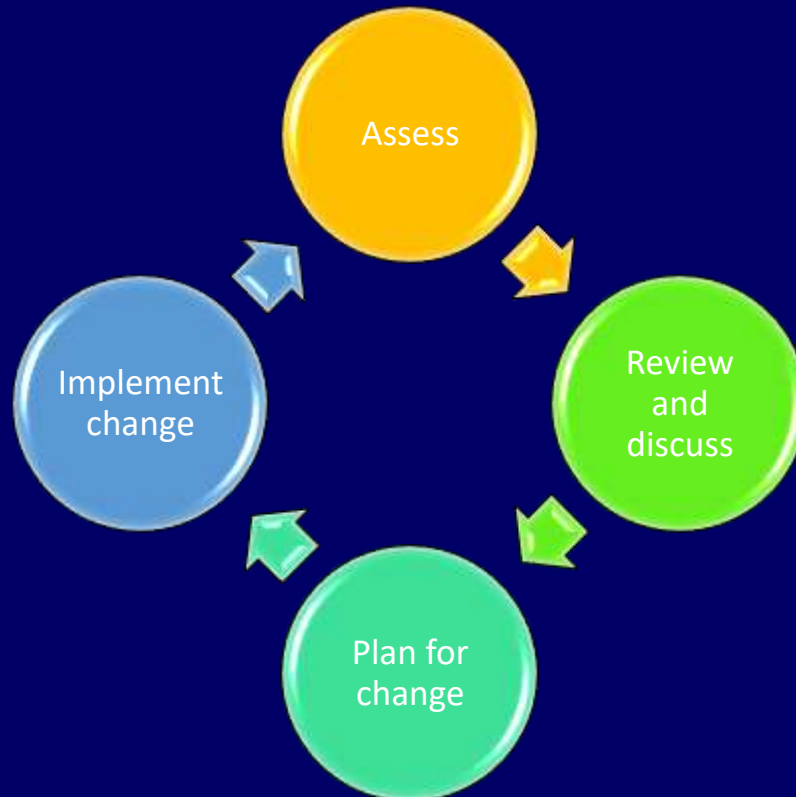 Assess
Review
and
discuss
Plan for
change
Implement
change